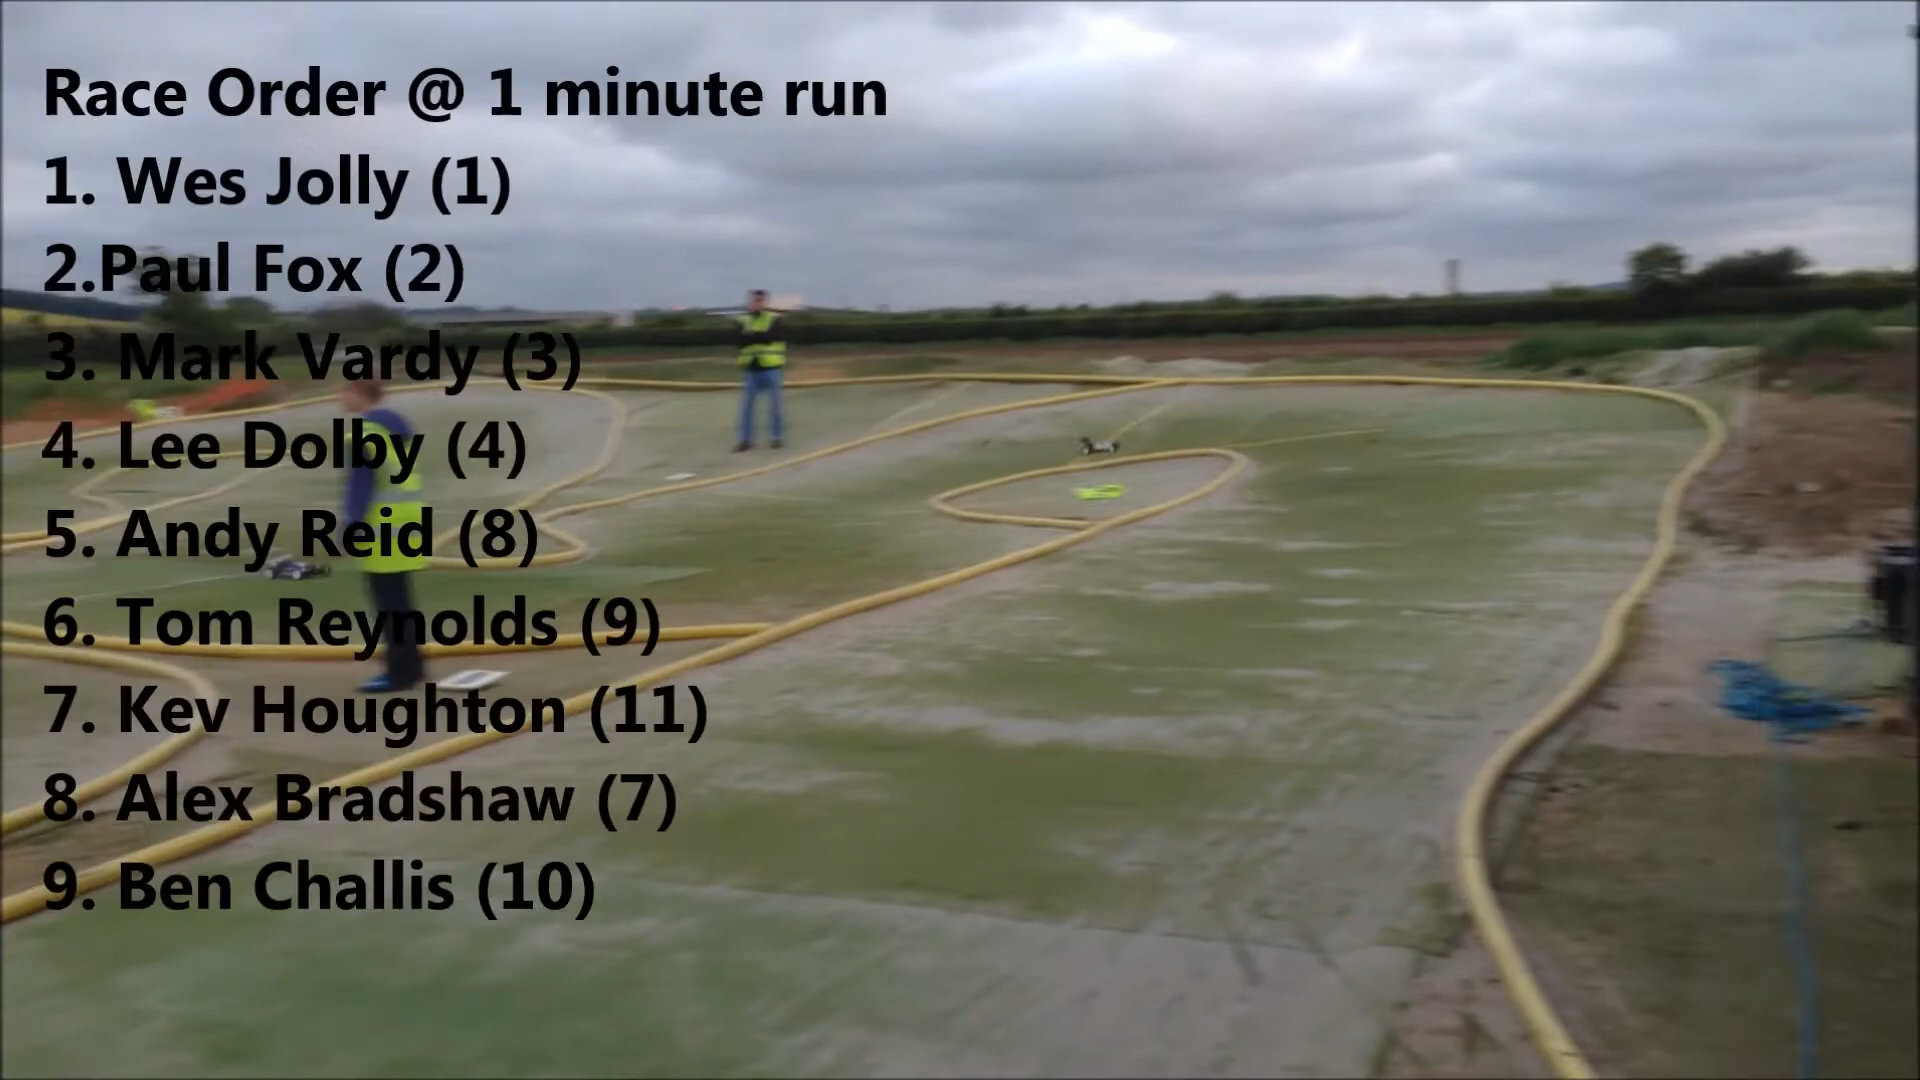 Race Order @ 1 minute run
1. Wes Jolly (1)
2.Paul Fox (2)
3. Mark Vardy (3)
4. Lee Dolby (4)
5. Andy Reid (8)
6. Tom Reynolds (9)
7. Kev Houghton (11)
8. Alex Bradshaw (7)
9. Ben Challis (10)